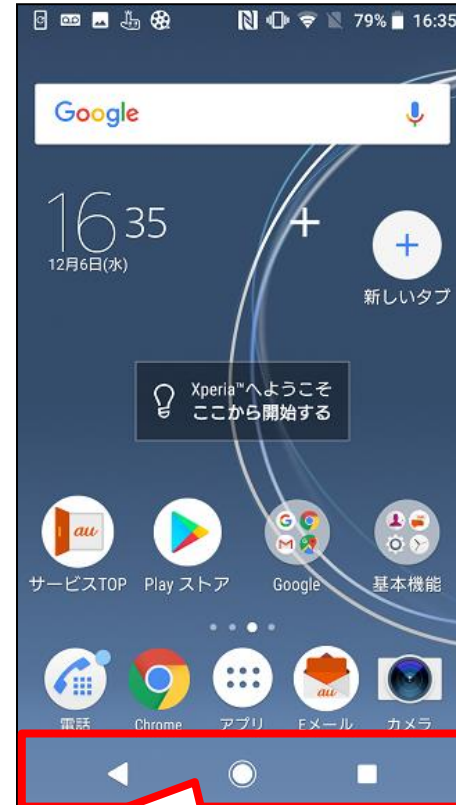 79% 16:35
Google
16 35
12月6日(水)
新しいタブ
Xperia™へようこそ
ここから開始する
au
サービスTOP Play ストア Google 基本機能
au
電話 Chrome アプリ Eメール カメラ